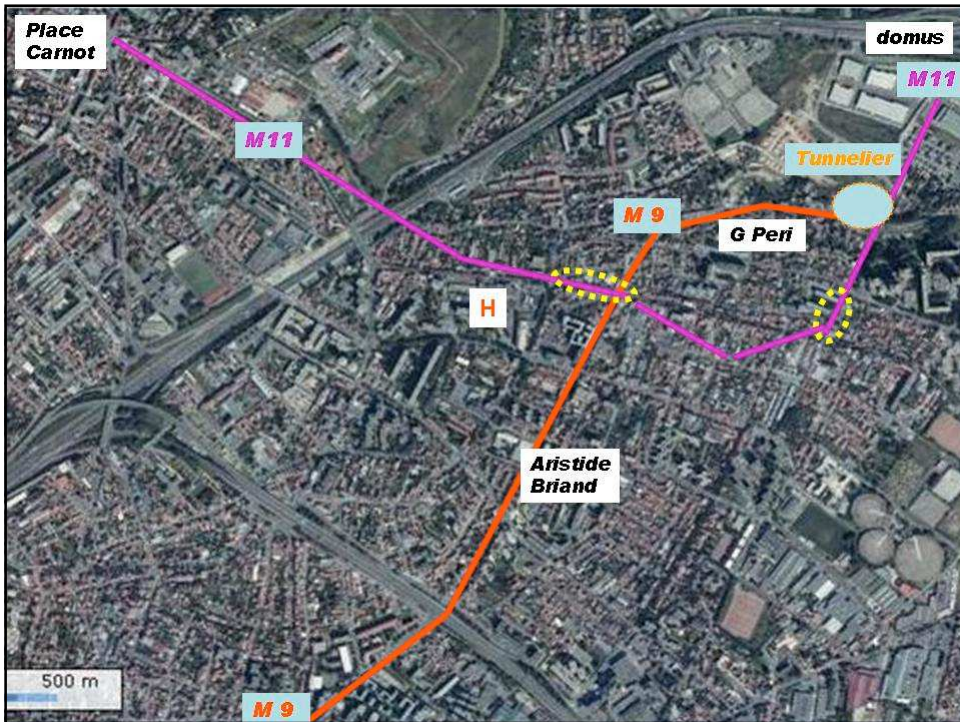 Place
Carnot
domus
M11
M11
Tunnelier
M 9
G Peri
H
Aristide
Briand
500 m
M 9